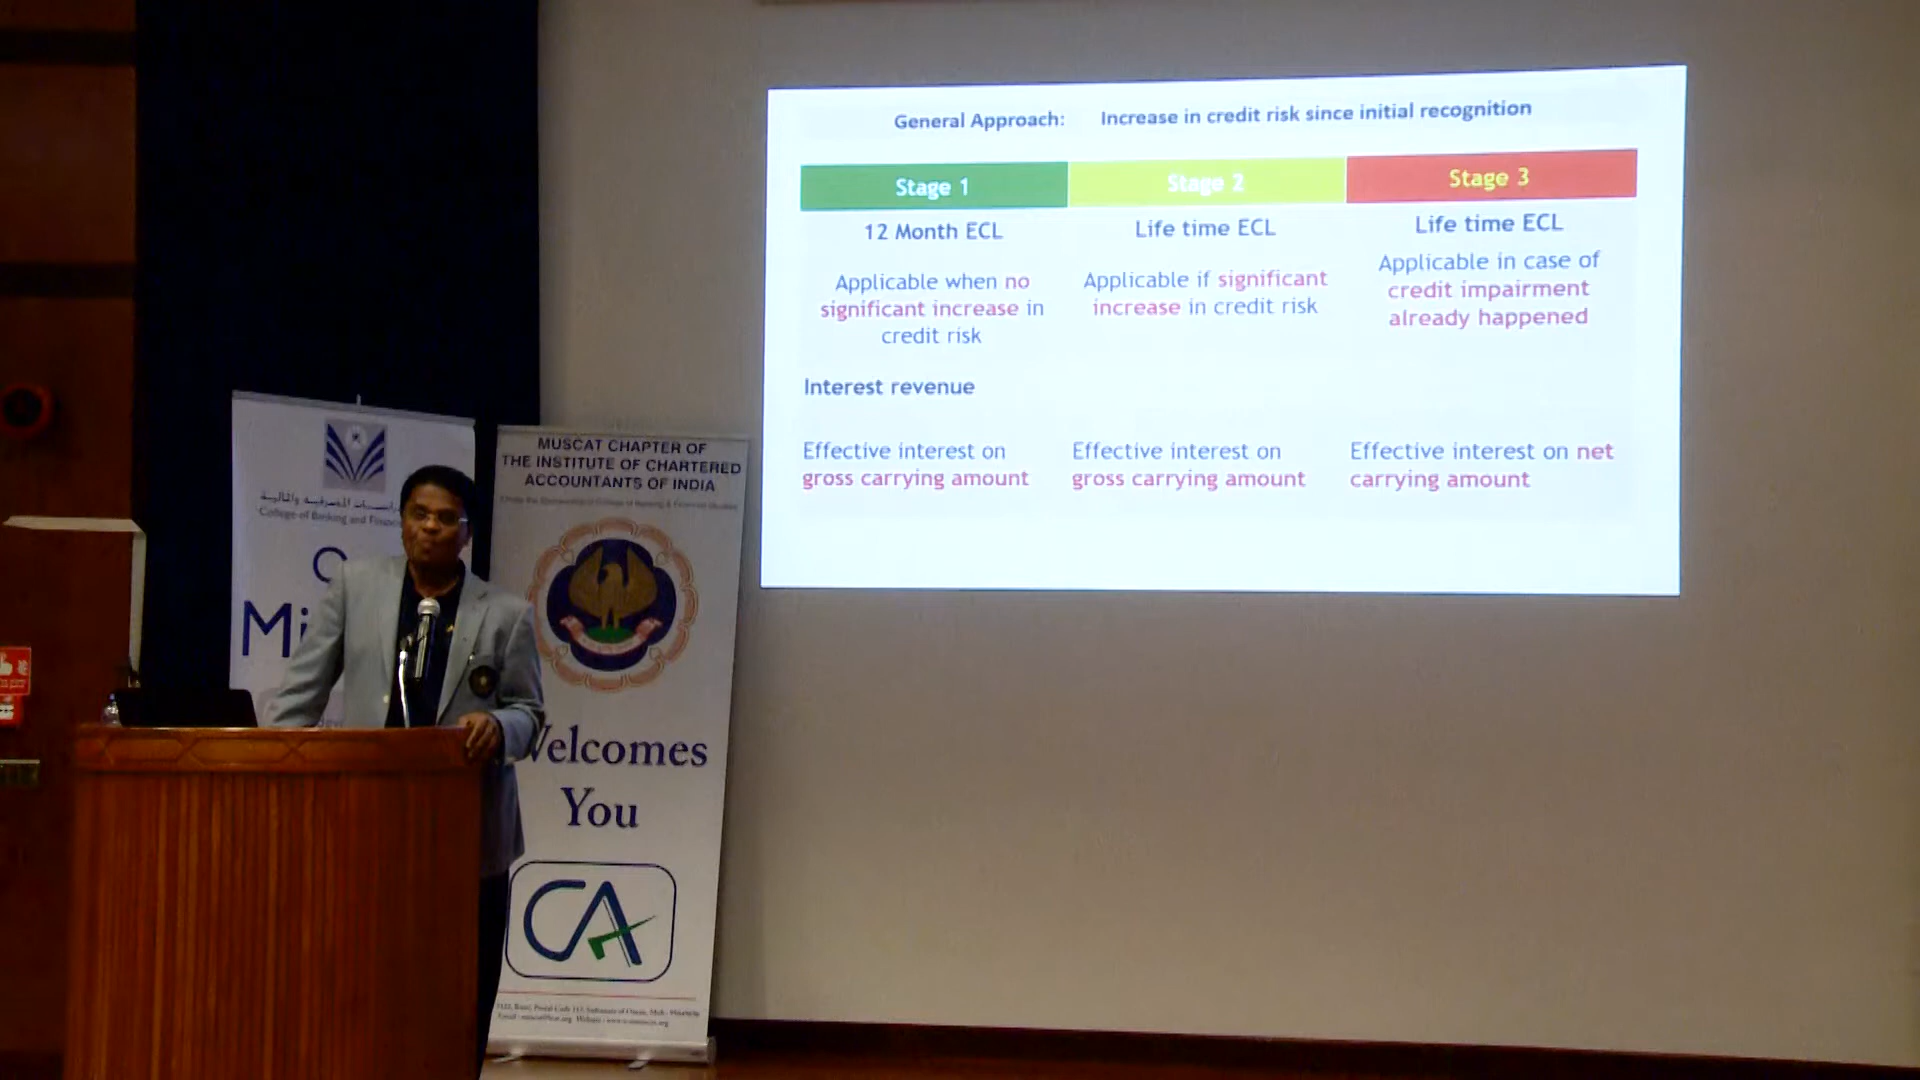 General Approach: Increase in credit risk since initial recognition
Stage 1
Stage 2
Stage 3
12 Month ECL
Life time ECL
Life time ECL
Applicable when no
significant increase in
credit risk
Applicable if significant
increase in credit risk
Applicable in case of
credit impairment
already happened
Interest revenue
Effective interest on
gross carrying amount
Effective interest on
gross carrying amount
Effective interest on net
carrying amount
College of Banking and
C
Mi
MUSCAT CHAPTER OF
THE INSTITUTE OF CHARTERED
ACCOUNTANTS OF INDIA
Welcomes
You
CA